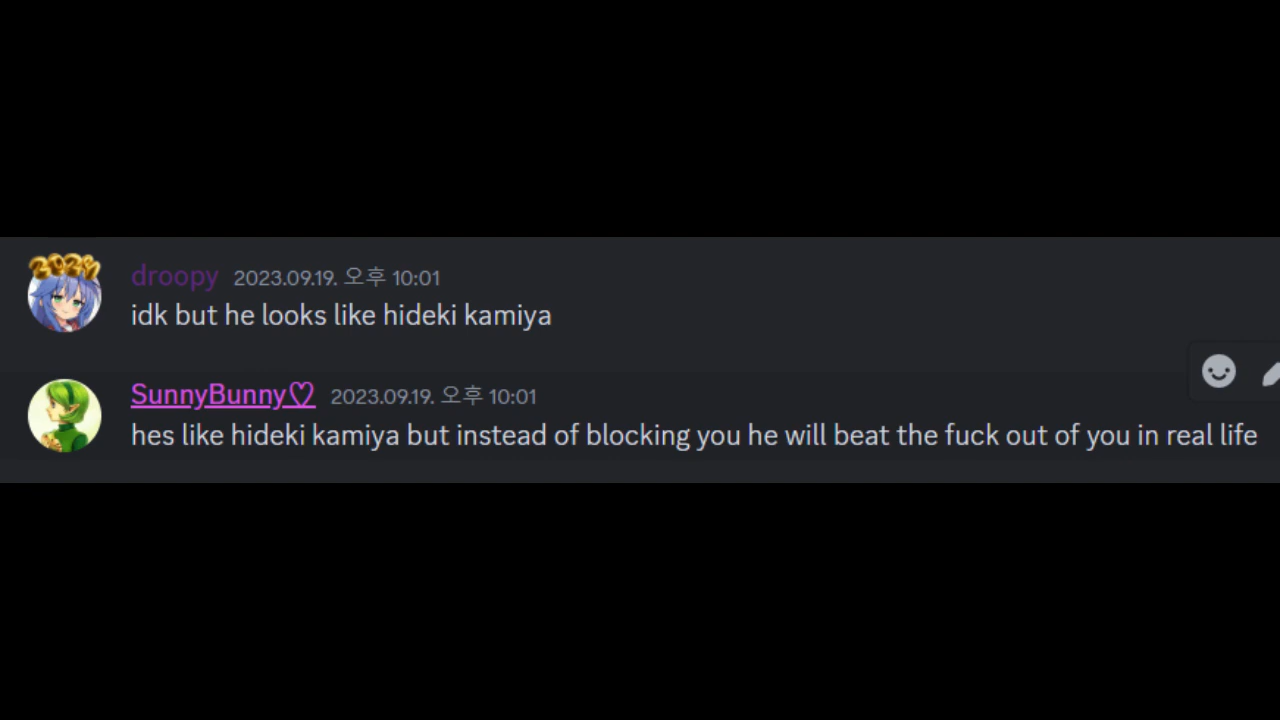 2024
droopy 2023.09.19. 오후 10:01
idk but he looks like hideki kamiya
SunnyBunny♡ 2023.09.19. 오후 10:01
hes like hideki kamiya but instead of blocking you he will beat the fuck out of you in real life